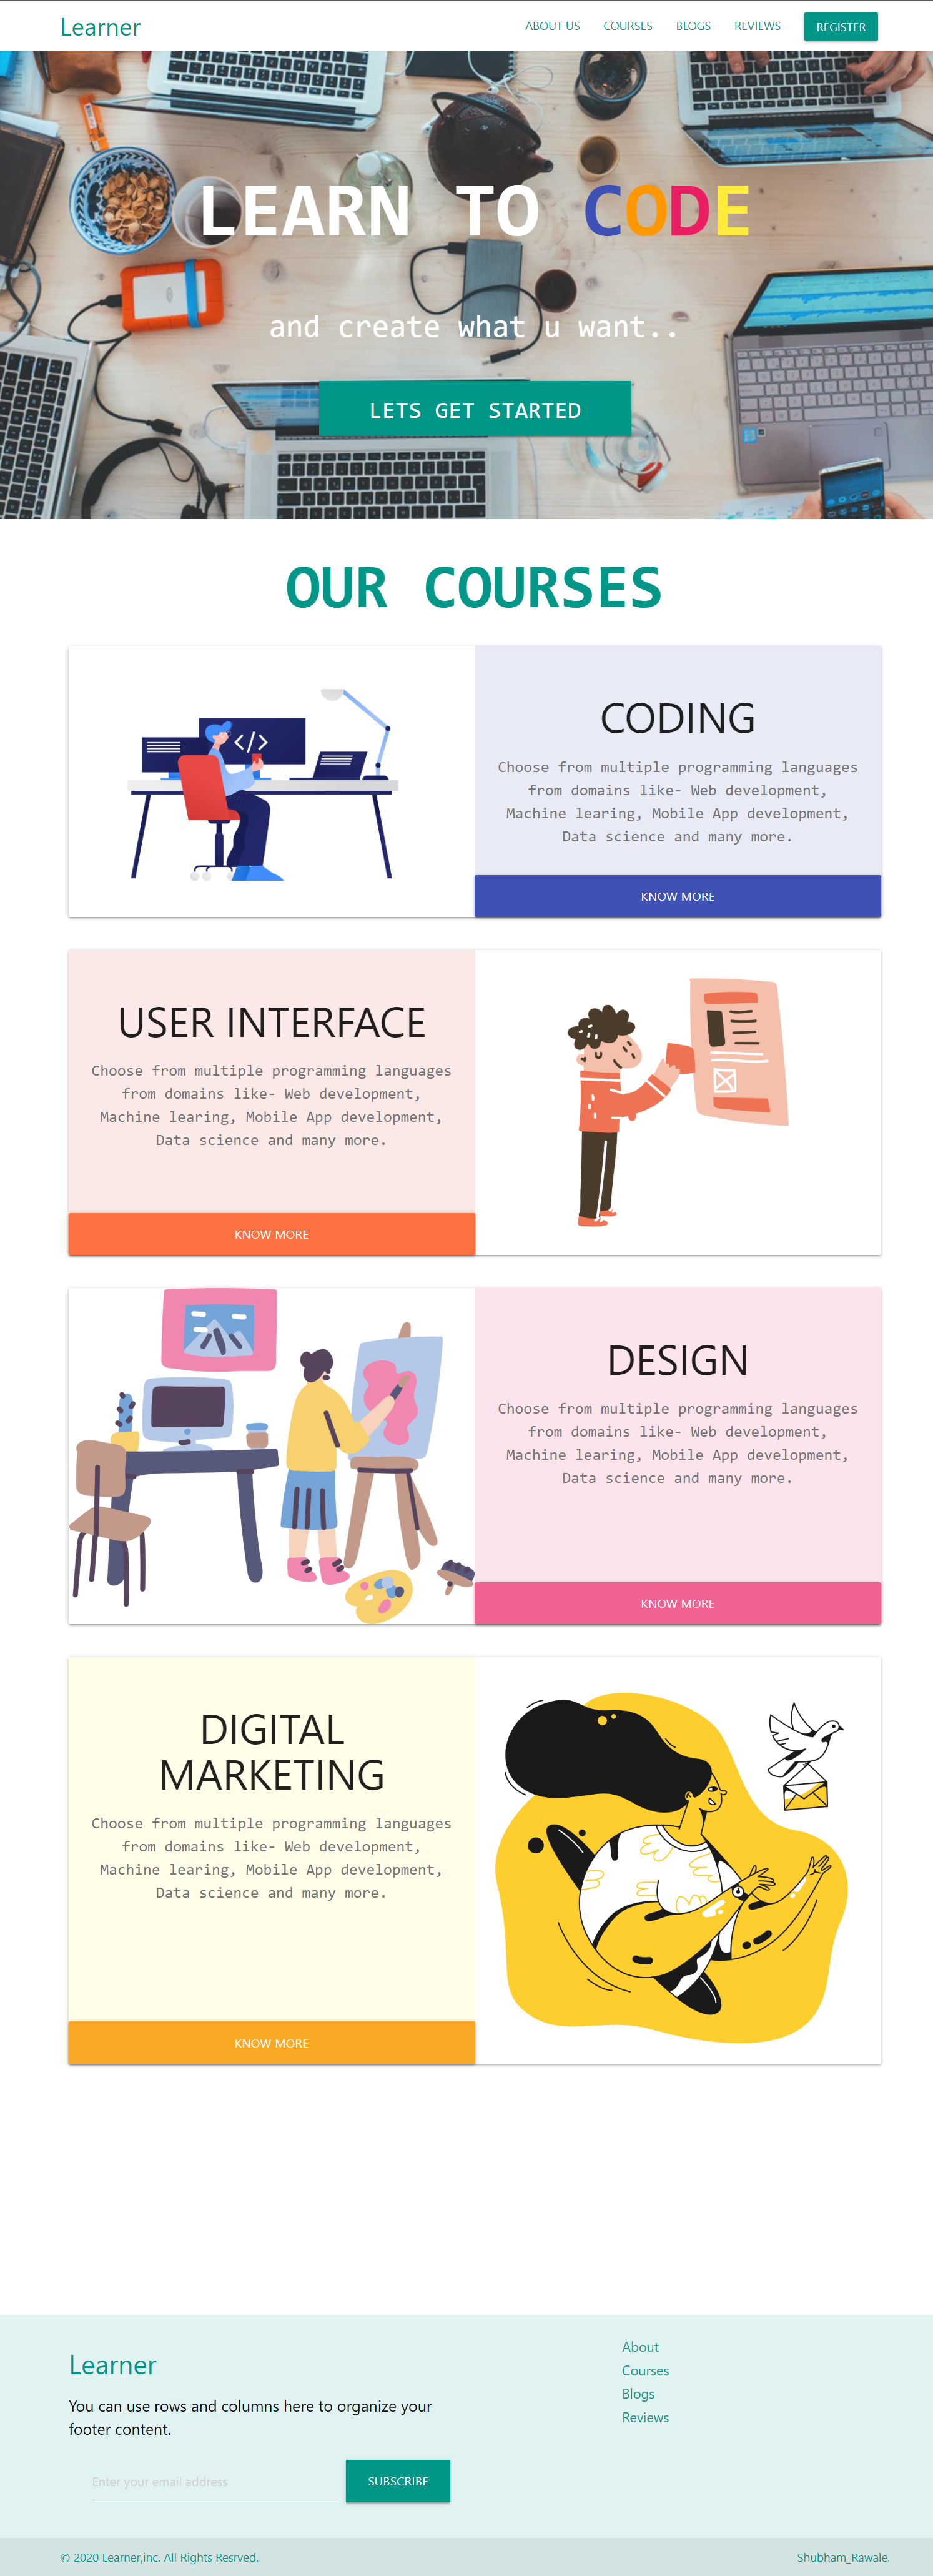 Learner
ABOUT US
COURSES
BLOGS
REVIEWS
REGISTER
LEARN TO CODE
and create what u want..
LETS GET STARTED
OUR COURSES
</>
CODING
Choose from multiple programming languages
from domains like- Web development,
Machine learing, Mobile App development,
Data science and many more.
KNOW MORE
USER INTERFACE
Choose from multiple programming languages
from domains like- Web development,
Machine learing, Mobile App development,
Data science and many more.
KNOW MORE
DESIGN
Choose from multiple programming languages
from domains like- Web development,
Machine learing, Mobile App development,
Data science and many more.
KNOW MORE
DIGITAL
MARKETING
Choose from multiple programming languages
from domains like- Web development,
Machine learing, Mobile App development,
Data science and many more.
KNOW MORE
Learner
You can use rows and columns here to organize your
footer content.
Enter your email address
SUBSCRIBE
About
Courses
Blogs
Reviews
© 2020 Learner,inc. All Rights Resrved.
Shubham_Rawale.